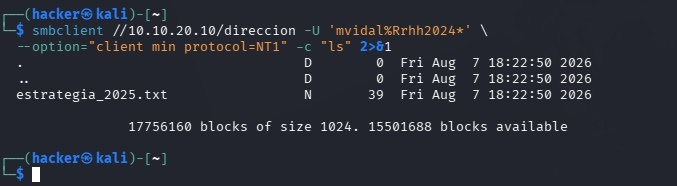 ┌──(hacker㉿kali)-[~]
└─$ smbclient //10.10.20.10/direccion -U 'mvidal%Rrhh2024*' \
  --option="client min protocol=NT1" -c "ls" 2>&1
  .                                   D        0  Fri Aug  7 18:22:50 2026
  ..                                  D        0  Fri Aug  7 18:22:50 2026
  estrategia_2025.txt                 N       39  Fri Aug  7 18:22:50 2026
                17756160 blocks of size 1024. 15501688 blocks available
┌──(hacker㉿kali)-[~]
└─$